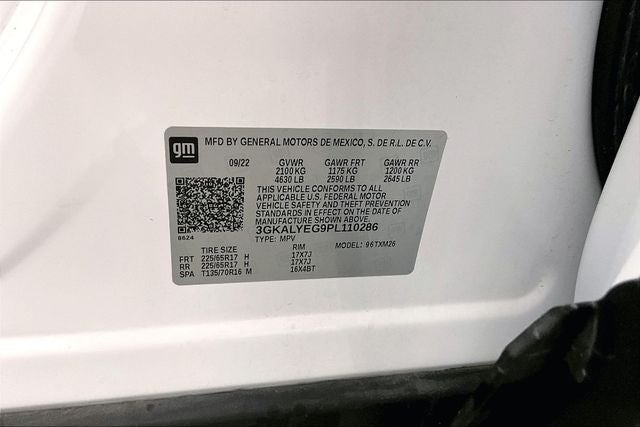 gm
MFD BY GENERAL MOTORS DE MEXICO, S. DE R.L. DE C.V.
09/22 GVWR GAWR FRT GAWR RR
2100 KG 1175 KG 1200 KG
4630 LB 2590 LB 2645 LB
THIS VEHICLE CONFORMS TO ALL
APPLICABLE U.S. FEDERAL MOTOR
VEHICLE SAFETY AND THEFT PREVENTION
STANDARDS IN EFFECT ON THE DATE OF
MANUFACTURE SHOWN ABOVE.
3GKALYEG9PL110286
8624
TYPE: MPV MODEL: 96TXM26
TIRE SIZE RIM
FRT 225/65R17 H 17X7J
RR 225/65R17 H 17X7J
SPA T135/70R16 M 16X4BT